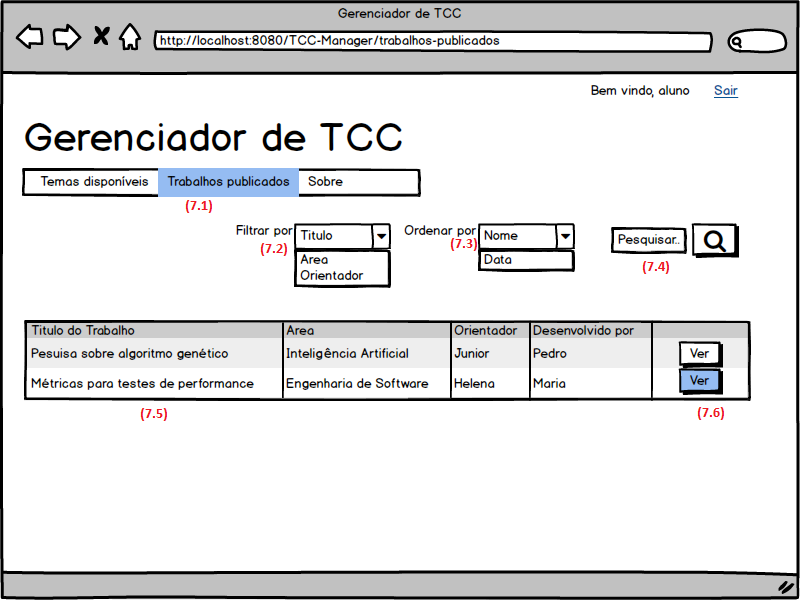 Gerenciador de TCC
http://localhost:8080/TCC-Manager/trabalhos-publicados
Bem vindo, aluno Sair
Gerenciador de TCC
Temas disponíveis Trabalhos publicados Sobre
(7.1)
Filtrar por Titulo Ordenar por Nome Pesquisar..
(7.2) (7.3) (7.4)
Area Data
Orientador
Titulo do Trabalho Area Orientador Desenvolvido por
Pesuisa sobre algoritmo genético Inteligência Artificial Junior Pedro Ver
Métricas para testes de performance Engenharia de Software Helena Maria Ver
(7.5) (7.6)